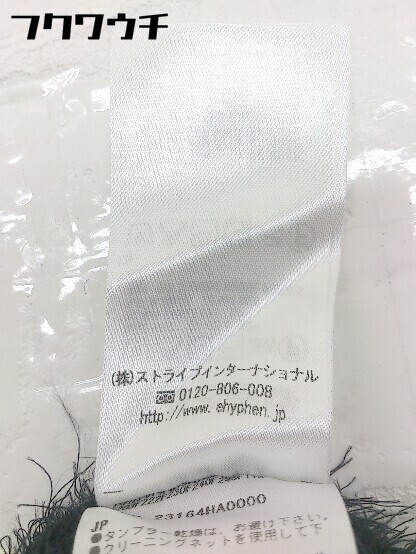 フクワウチ
(株)ストライプインターナショナル
0120-806-008
http://www.ehyphen.jp
23164HA0000
JP
●タンブラー乾燥は、お避け下さい。
●クリーニングネットを使用して下